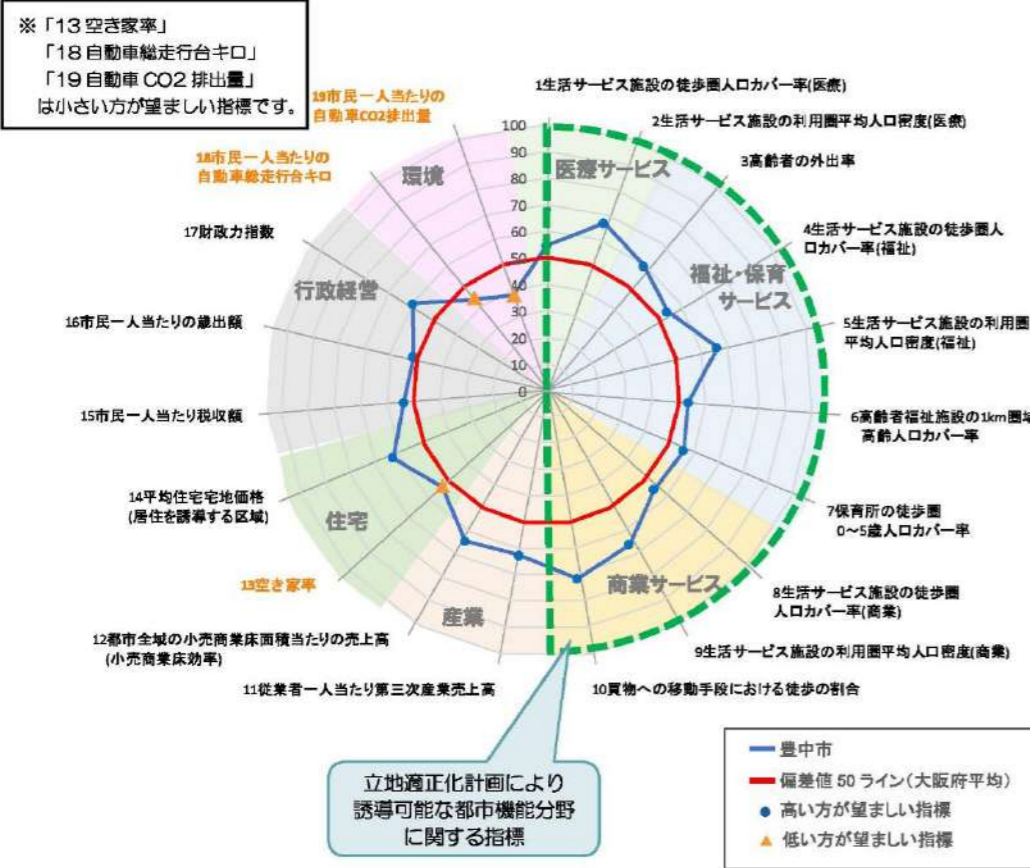 ※「13 空き家率」
「18 自動車総走行台キロ」
「19 自動車 CO2 排出量」
は小さい方が望ましい指標です。
19市民一人当たりの
自動車CO2排出量
18市民一人当たりの
自動車総走行台キロ
17財政力指数
16市民一人当たりの歳出額
15市民一人当たり税収額
14平均住宅宅地価格
(居住を誘導する区域)
13空き家率
12都市全域の小売商業床面積当たりの売上高
(小売商業床効率)
11従業者一人当たり第三次産業売上高
1生活サービス施設の徒歩圏人口カバー率(医療)
2生活サービス施設の利用圏平均人口密度(医療)
3高齢者の外出率
4生活サービス施設の徒歩圏人
口カバー率(福祉)
5生活サービス施設の利用圏
平均人口密度(福祉)
6高齢者福祉施設の1km圏域
高齢人口カバー率
7保育所の徒歩圏
0～5歳人口カバー率
8生活サービス施設の徒歩圏
人口カバー率(商業)
9生活サービス施設の利用圏平均人口密度(商業)
10買物への移動手段における徒歩の割合
100
90
80
70
60
50
40
30
20
10
0
環境
医療サービス
福祉・保育
サービス
行政経営
住宅
産業
商業サービス
立地適正化計画により
誘導可能な都市機能分野
に関する指標
豊中市
偏差値 50 ライン(大阪府平均)
高い方が望ましい指標
低い方が望ましい指標